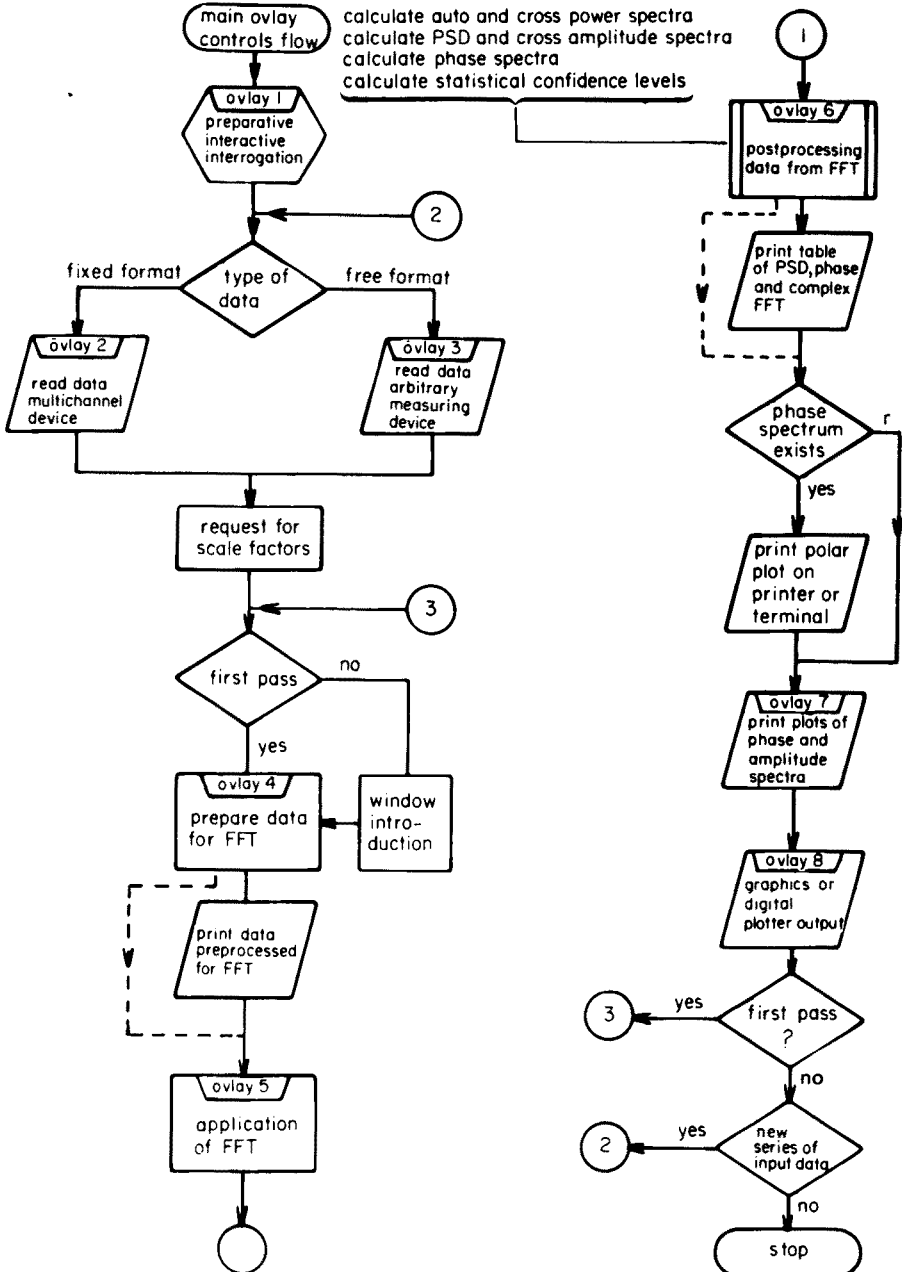 main ovlay
controls flow
calculate auto and cross power spectra
calculate PSD and cross amplitude spectra
calculate phase spectra
calculate statistical confidence levels
ovlay 1
preparative
interactive
interrogation
2
type of
data
fixed format
free format
ovlay 2
read data
multichannel
device
ovlay 3
read data
arbitrary
measuring
device
request for
scale factors
3
first pass
no
yes
ovlay 4
prepare data
for FFT
window
intro-
duction
print data
preprocessed
for FFT
ovlay 5
application
of FFT
1
ovlay 6
postprocessing
data from FFT
print table
of PSD, phase
and complex
FFT
phase
spectrum
exists
r
yes
print polar
plot on
printer or
terminal
ovlay 7
print plots of
phase and
amplitude
spectra
ovlay 8
graphics or
digital
plotter output
first pass
?
yes
3
no
new
series of
input data
yes
2
no
stop